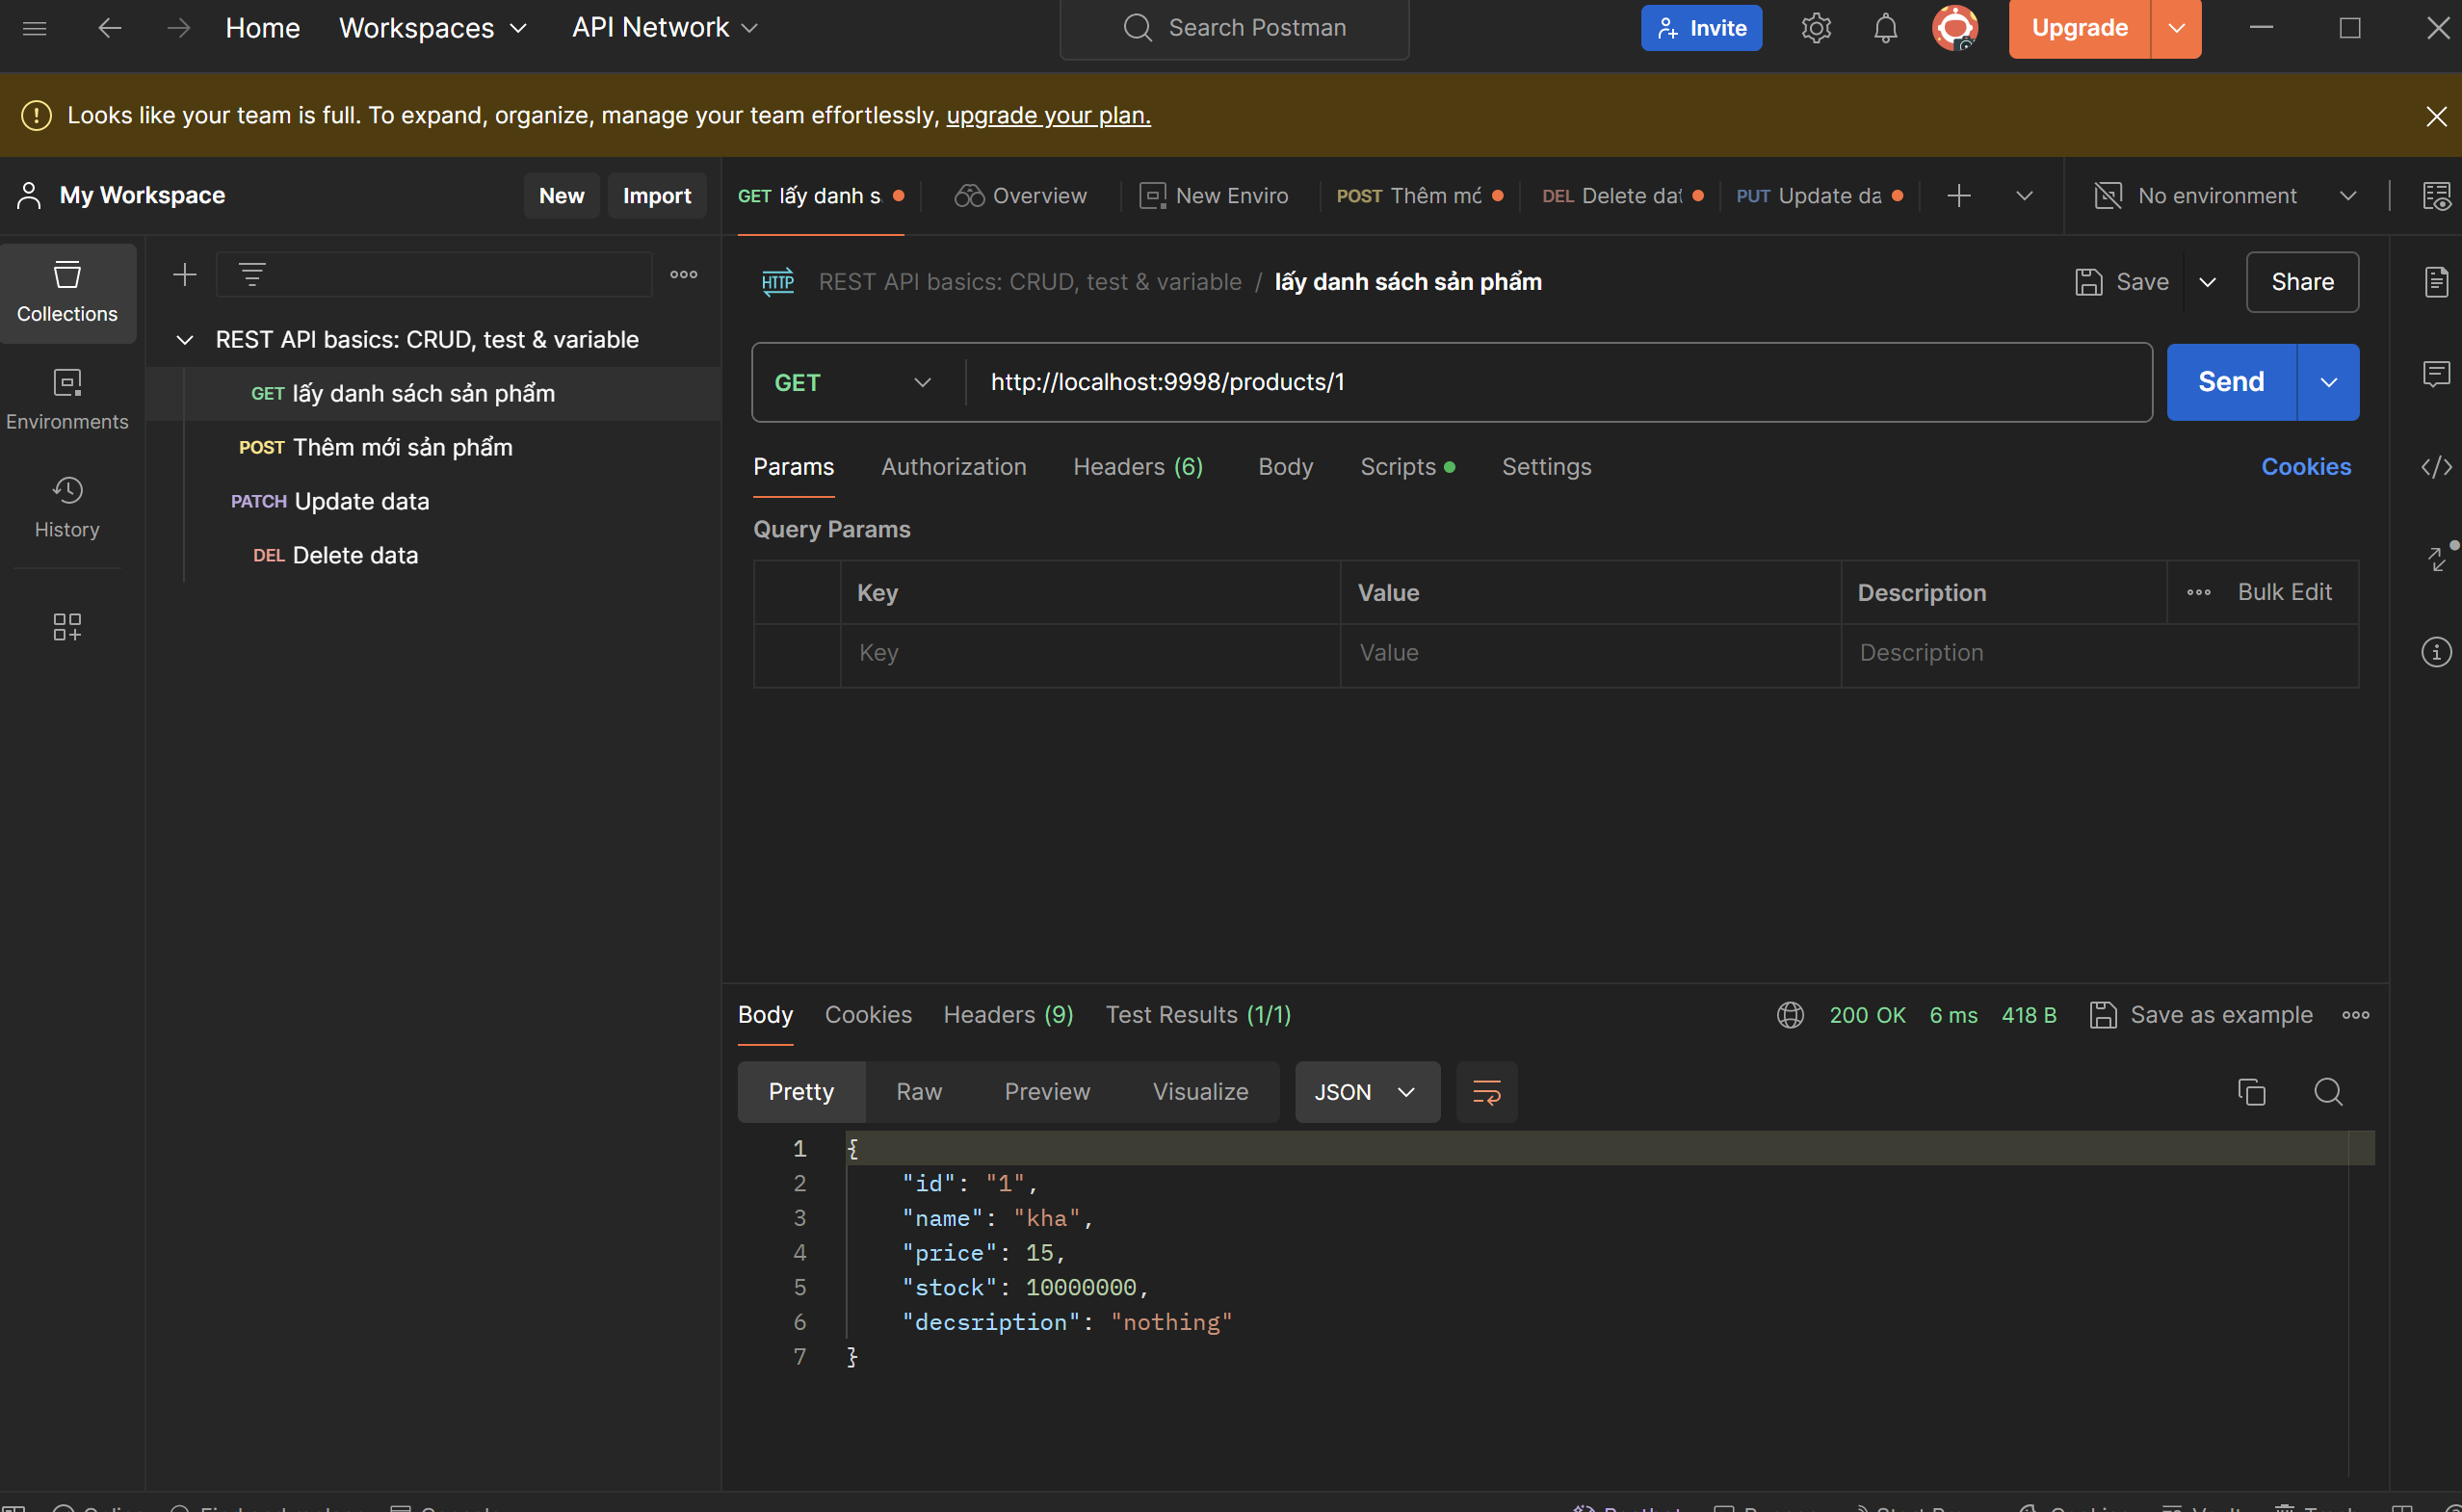 Home Workspaces API Network Search Postman Invite Upgrade
Looks like your team is full. To expand, organize, manage your team effortlessly, upgrade your plan.
My Workspace New Import GET lấy danh s Overview New Enviro POST Thêm mớ DEL Delete dat PUT Update da No environment
Collections
Environments
History
REST API basics: CRUD, test & variable
GET lấy danh sách sản phẩm
POST Thêm mới sản phẩm
PATCH Update data
DEL Delete data
HTTP REST API basics: CRUD, test & variable / lấy danh sách sản phẩm Save Share
GET http://localhost:9998/products/1 Send
Params Authorization Headers (6) Body Scripts Settings Cookies
Query Params
Key Value Description Bulk Edit
Key Value Description
Body Cookies Headers (9) Test Results (1/1) 200 OK 6 ms 418 B Save as example
Pretty Raw Preview Visualize JSON
1 {
2 "id": "1",
3 "name": "kha",
4 "price": 15,
5 "stock": 10000000,
6 "decsription": "nothing"
7 }